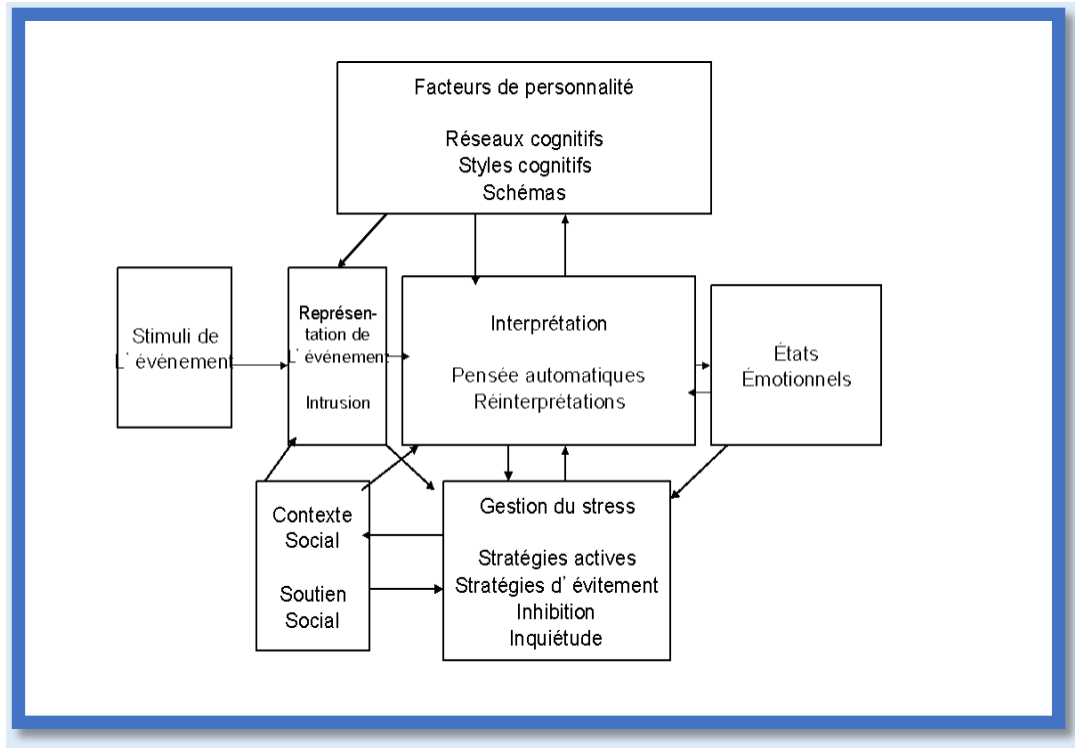 Facteurs de personnalité
Réseaux cognitifs
Styles cognitifs
Schémas
Stimuli de
L'événement
Représen-
tation de
L'événement
Intrusion
Interprétation
Pensée automatiques
Réinterprétations
États
Émotionnels
Contexte
Social
Soutien
Social
Gestion du stress
Stratégies actives
Stratégies d'évitement
Inhibition
Inquiétude